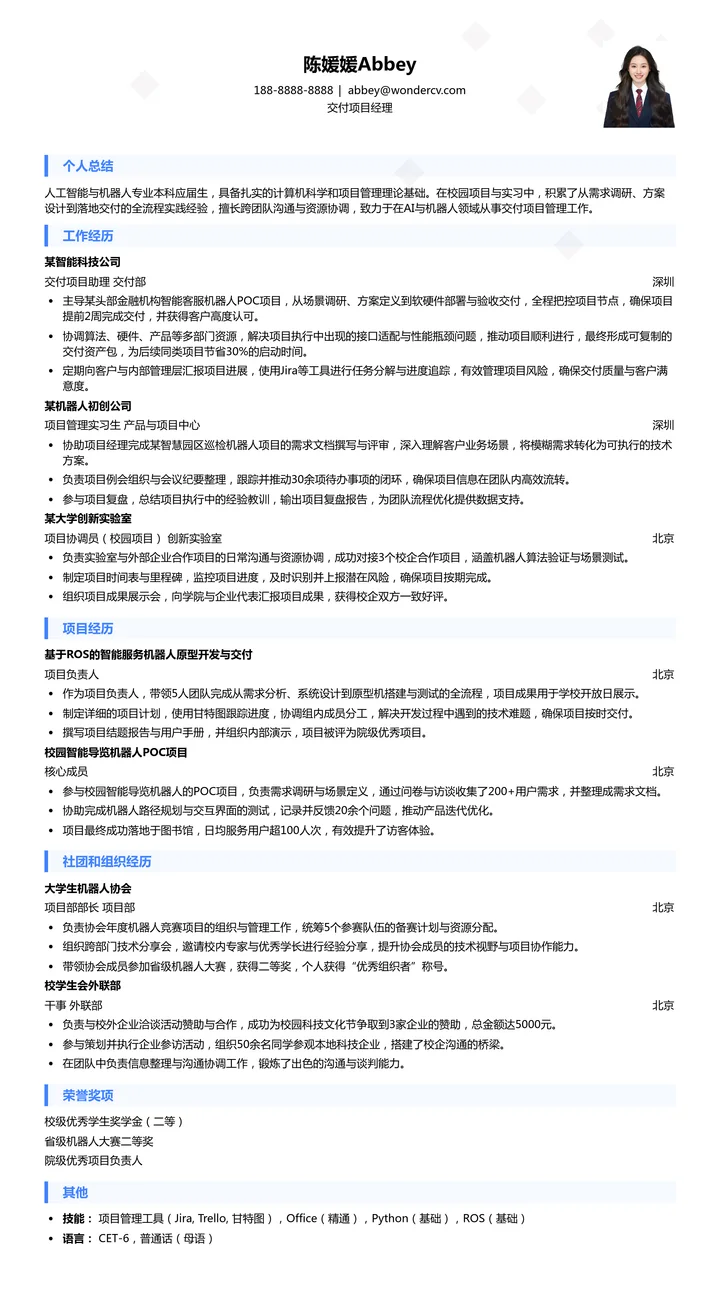 陈媛媛Abbey
188-8888-8888 | abbey@wondercv.com
交付项目经理
个人总结
人工智能与机器人专业本科应届生，具备扎实的计算机科学和项目管理理论基础。在校园项目与实习中，积累了从需求调研、方案
设计到落地交付的全流程实践经验，擅长跨团队沟通与资源协调，致力于在AI与机器人领域从事交付项目管理工作。
工作经历
某智能科技公司
交付项目助理 交付部 深圳
• 主导某头部金融机构智能客服机器人POC项目，从场景调研、方案定义到软硬件部署与验收交付，全程把控项目节点，确保项目
提前2周完成交付，并获得客户高度认可。
• 协调算法、硬件、产品等多部门资源，解决项目执行中出现的接口适配与性能瓶颈问题，推动项目顺利进行，最终形成可复制的
交付资产包，为后续同类项目节省30%的启动时间。
• 定期向客户与内部管理层汇报项目进展，使用Jira等工具进行任务分解与进度追踪，有效管理项目风险，确保交付质量与客户满
意度。
某机器人初创公司
项目管理实习生 产品与项目中心 深圳
• 协助项目经理完成某智慧园区巡检机器人项目的需求文档撰写与评审，深入理解客户业务场景，将模糊需求转化为可执行的技术
方案。
• 负责项目例会组织与会议纪要整理，跟踪并推动30余项待办事项的闭环，确保项目信息在团队内高效流转。
• 参与项目复盘，总结项目执行中的经验教训，输出项目复盘报告，为团队流程优化提供数据支持。
某大学创新实验室
项目协调员（校园项目） 创新实验室 北京
• 负责实验室与外部企业合作项目的日常沟通与资源协调，成功对接3个校企合作项目，涵盖机器人算法验证与场景测试。
• 制定项目时间表与里程碑，监控项目进度，及时识别并上报潜在风险，确保项目按期完成。
• 组织项目成果展示会，向学院与企业代表汇报项目成果，获得校企双方一致好评。
项目经历
基于ROS的智能服务机器人原型开发与交付
项目负责人 北京
• 作为项目负责人，带领5人团队完成从需求分析、系统设计到原型机搭建与测试的全流程，项目成果用于学校开放日展示。
• 制定详细的项目计划，使用甘特图跟踪进度，协调组内成员分工，解决开发过程中遇到的技术难题，确保项目按时交付。
• 撰写项目结题报告与用户手册，并组织内部演示，项目被评为院级优秀项目。
校园智能导览机器人POC项目
核心成员 北京
• 参与校园智能导览机器人的POC项目，负责需求调研与场景定义，通过问卷与访谈收集了200+用户需求，并整理成需求文档。
• 协助完成机器人路径规划与交互界面的测试，记录并反馈20余个问题，推动产品迭代优化。
• 项目最终成功落地于图书馆，日均服务用户超100人次，有效提升了访客体验。
社团和组织经历
大学生机器人协会
项目部部长 项目部 北京
• 负责协会年度机器人竞赛项目的组织与管理工作，统筹5个参赛队伍的备赛计划与资源分配。
• 组织跨部门技术分享会，邀请校内专家与优秀学长进行经验分享，提升协会成员的技术视野与项目协作能力。
• 带领协会成员参加省级机器人大赛，获得二等奖，个人获得“优秀组织者”称号。
校学生会外联部
干事 外联部 北京
• 负责与校外企业洽谈活动赞助与合作，成功为校园科技文化节争取到3家企业的赞助，总金额达5000元。
• 参与策划并执行企业参访活动，组织50余名同学参观本地科技企业，搭建了校企沟通的桥梁。
• 在团队中负责信息整理与沟通协调工作，锻炼了出色的沟通与谈判能力。
荣誉奖项
校级优秀学生奖学金（二等）
省级机器人大赛二等奖
院级优秀项目负责人
其他
• 技能： 项目管理工具（Jira, Trello, 甘特图），Office（精通），Python（基础），ROS（基础）
• 语言： CET-6，普通话（母语）